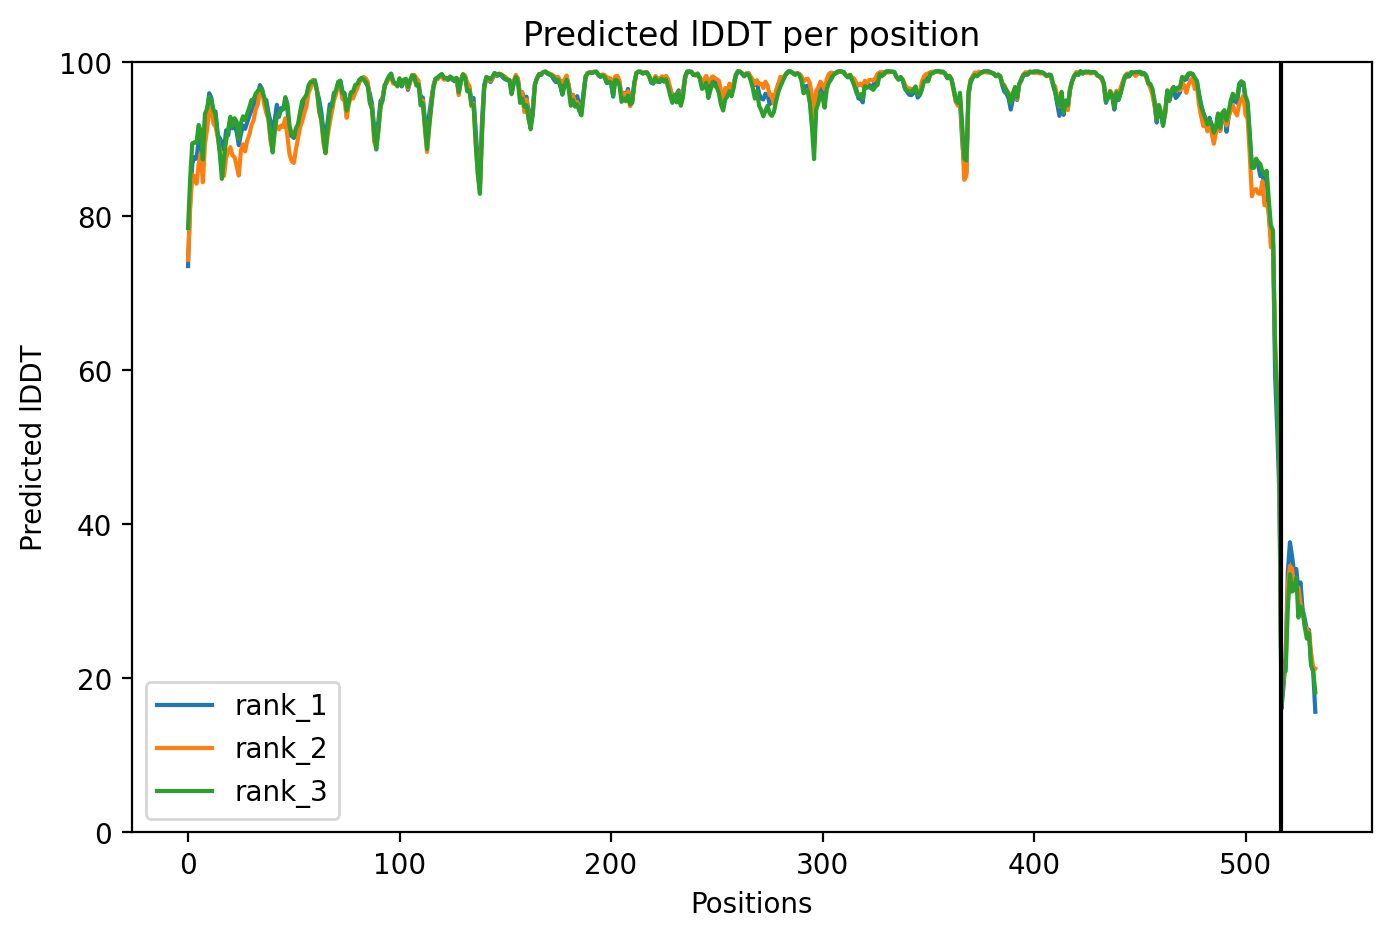 Predicted lDDT per position
100
80
60
40
20
0
Predicted lDDT
rank_1
rank_2
rank_3
0 100 200 300 400 500
Positions